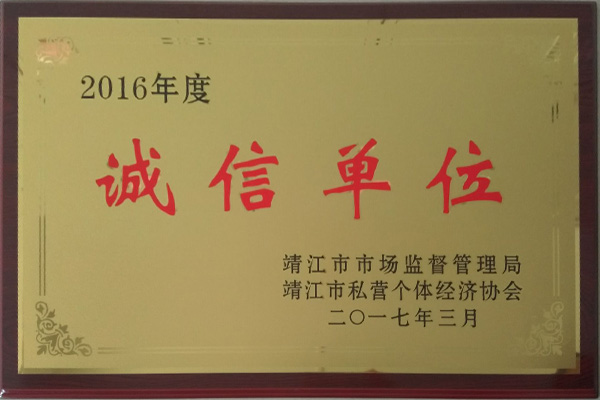 2016年度
诚信单位
靖江市市场监督管理局
靖江市私营个体经济协会
二〇一七年三月